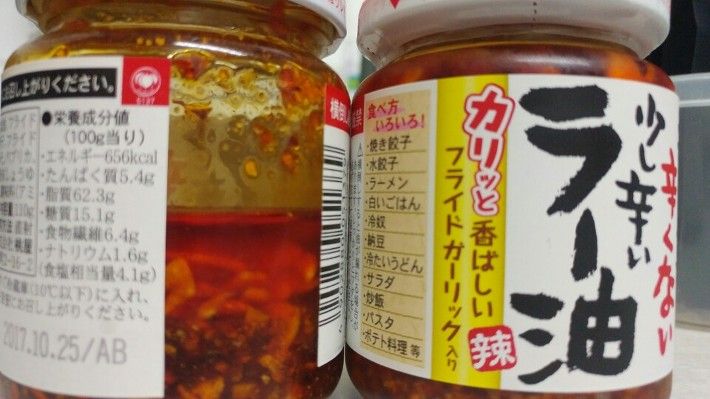 召し上がりください。
●栄養成分値
(100g当り)
・エネルギー656kcal
・たんぱく質5.4g
・脂質62.3g
・糖質15.1g
・食物繊維6.4g
・ナトリウム1.6g
(食塩相当量4.1g)
(10℃以下)に入れ、
お召し上がりください。
2017.10.25/AB
食べ方
いろいろ!
・焼き餃子
・水餃子
・ラーメン
・白いごはん
・冷奴
・納豆
・冷たいうどん
・サラダ
・炒飯
・パスタ
・ポテト料理 等
カリッと香ばしい
フライドガーリック入り
辣
辛くない
少し辛い
ラー油